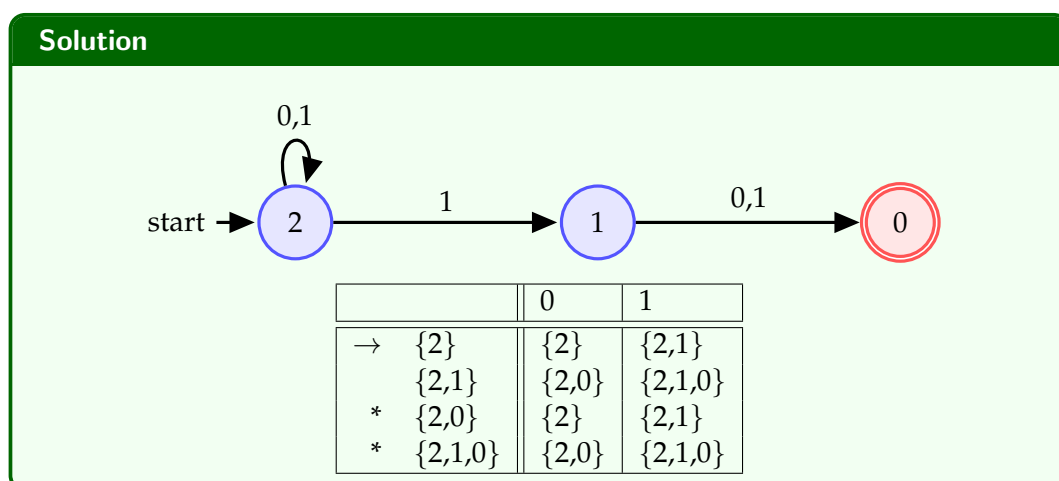 Solution
0,1
start 2 1 1 0,1 0
0 1
→ {2} {2} {2,1}
{2,1} {2,0} {2,1,0}
* {2,0} {2} {2,1}
* {2,1,0} {2,0} {2,1,0}